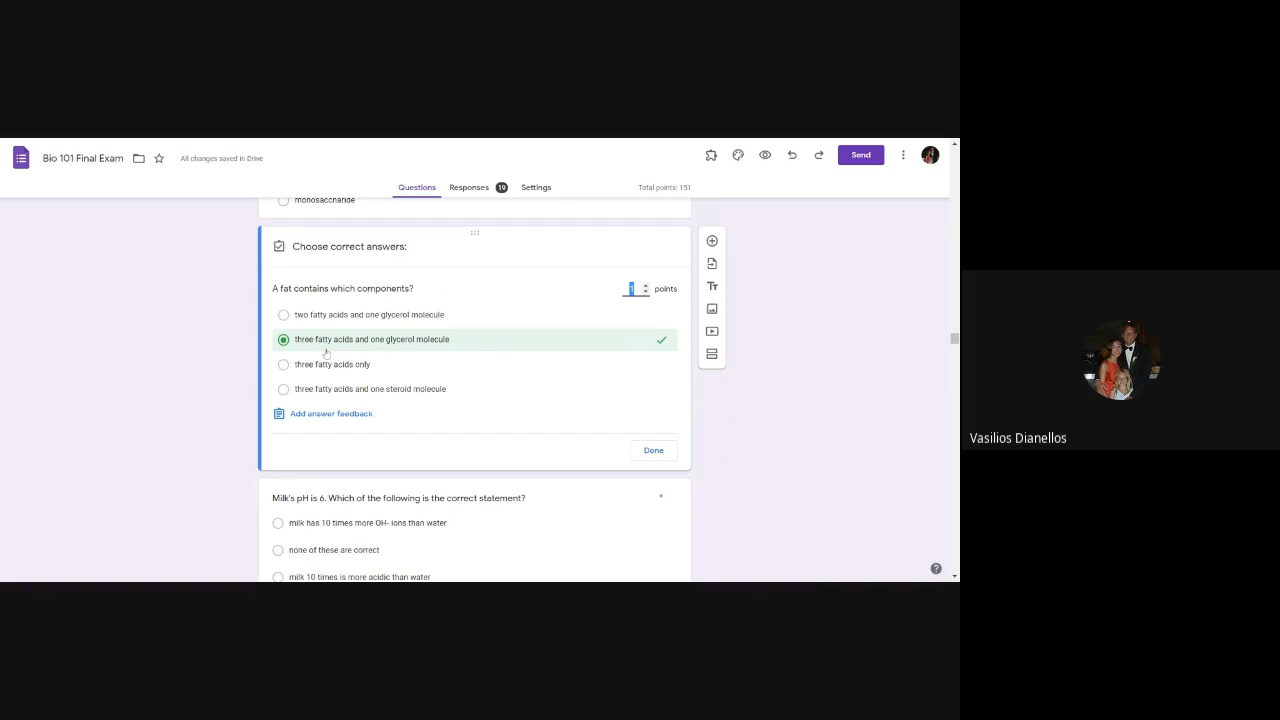 Bio 101 Final Exam
All changes saved in Drive
Send
Questions
Responses 19
Settings
Total points: 151
monosaccharide
Choose correct answers:
A fat contains which components?
1 points
two fatty acids and one glycerol molecule
three fatty acids and one glycerol molecule
three fatty acids only
three fatty acids and one steroid molecule
Add answer feedback
Done
Milk's pH is 6. Which of the following is the correct statement? *
milk has 10 times more OH- ions than water
none of these are correct
milk 10 times is more acidic than water
Tt
?
Vasilios Dianellos